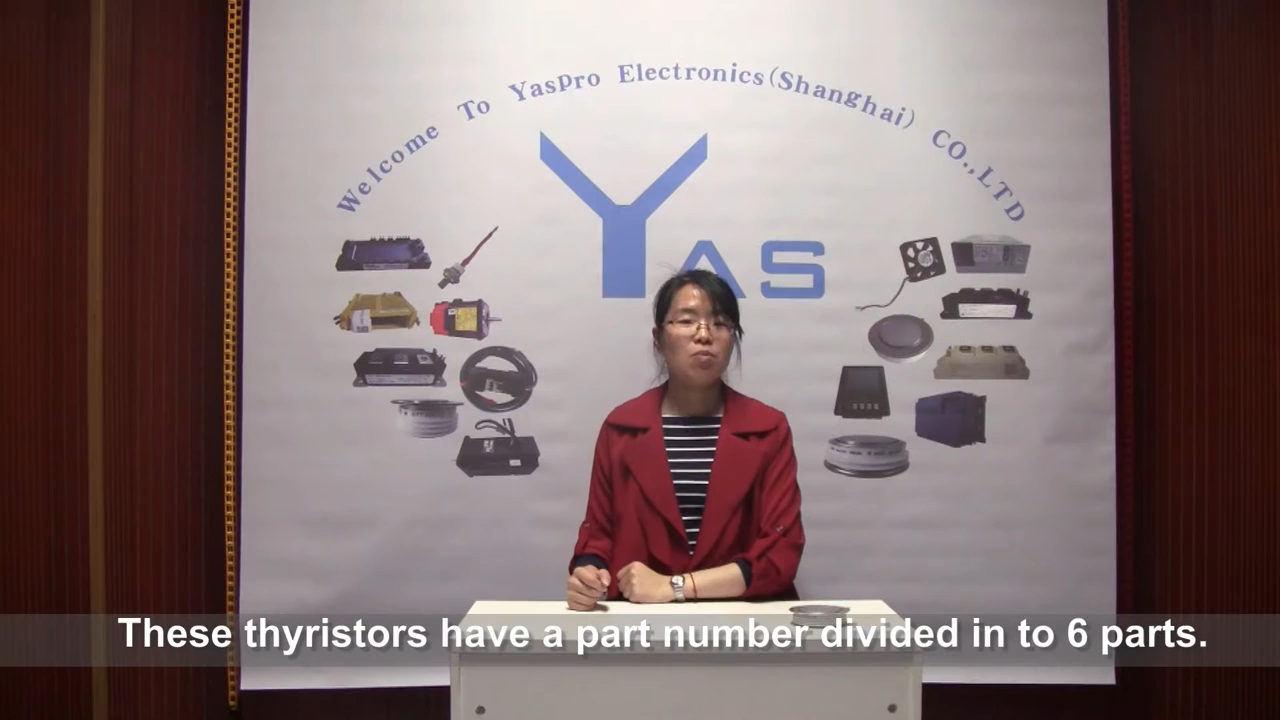 Welcome To YasPro Electronics(Shanghai) CO.,LTD
YAS
These thyristors have a part number divided in to 6 parts.